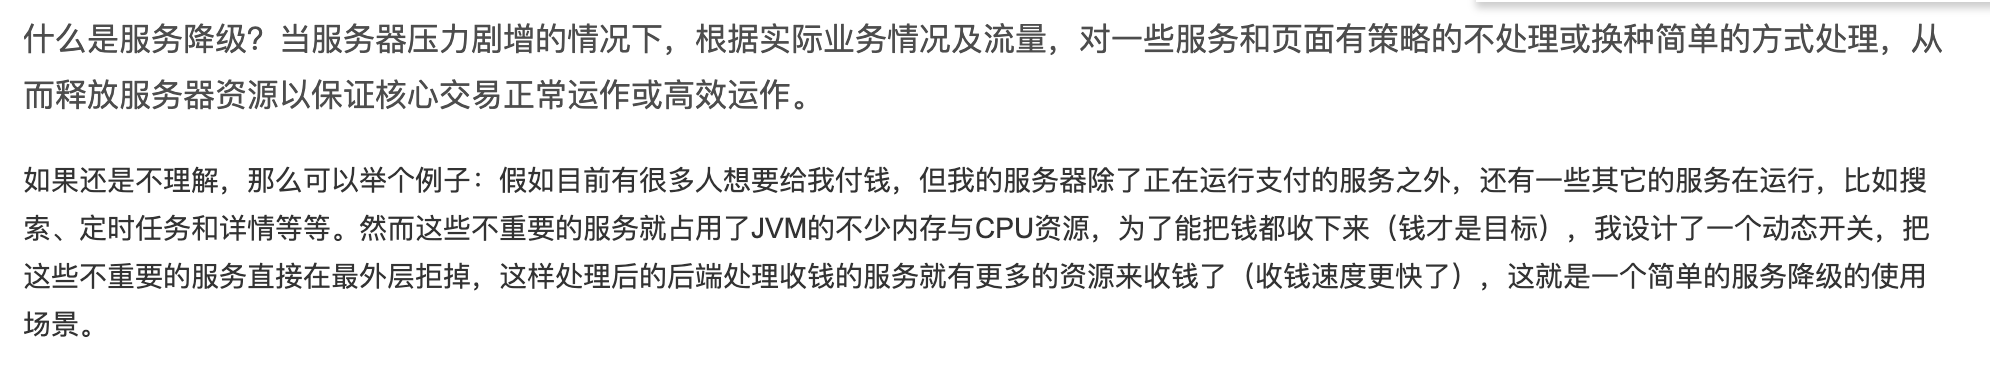 什么是服务降级？当服务器压力剧增的情况下，根据实际业务情况及流量，对一些服务和页面有策略的不处理或换种简单的方式处理，从
而释放服务器资源以保证核心交易正常运作或高效运作。
如果还是不理解，那么可以举个例子：假如目前有很多人想要给我付钱，但我的服务器除了正在运行支付的服务之外，还有一些其它的服务在运行，比如搜
索、定时任务和详情等等。然而这些不重要的服务就占用了JVM的不少内存与CPU资源，为了能把钱都收下来（钱才是目标），我设计了一个动态开关，把
这些不重要的服务直接在最外层拒掉，这样处理后的后端处理收钱的服务就有更多的资源来收钱了（收钱速度更快了），这就是一个简单的服务降级的使用
场景。